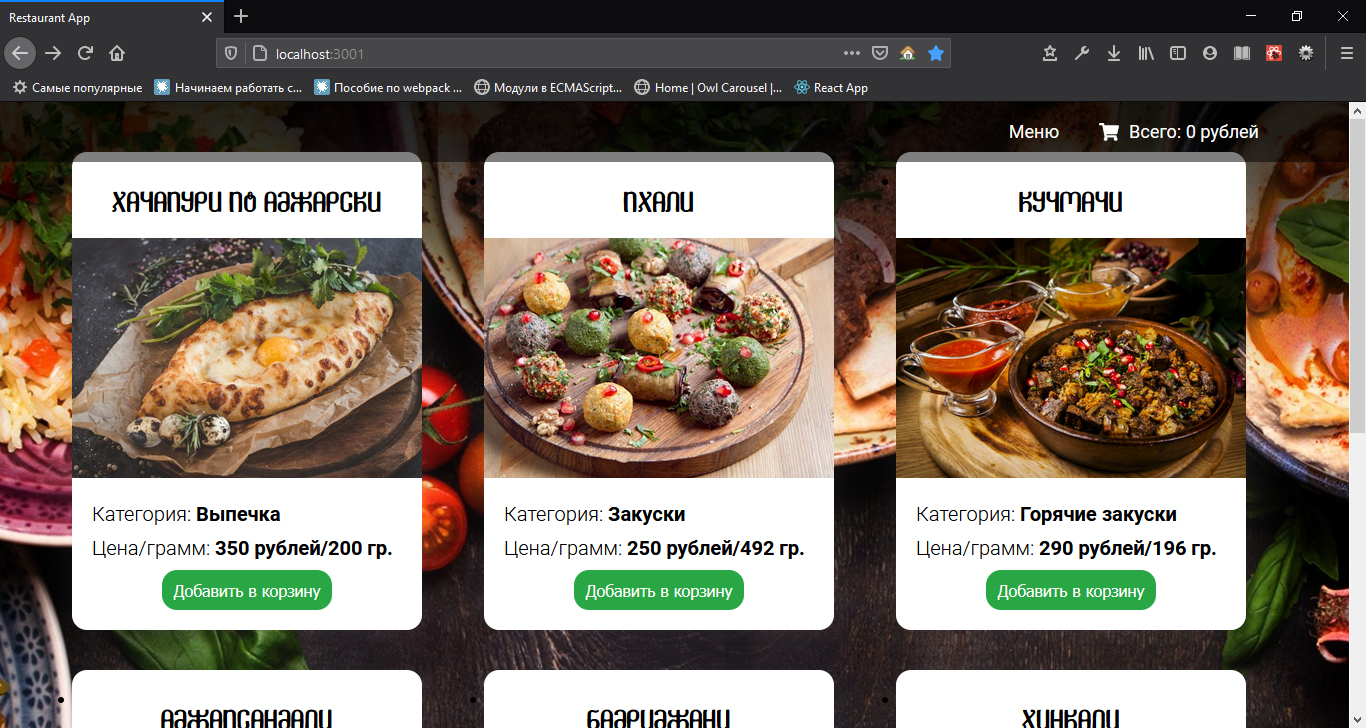 Restaurant App
localhost:3001
Самые популярные
Начинаем работать с...
Пособие по webpack ...
Модули в ECMAScript...
Home | Owl Carousel |...
React App
Меню
Всего: 0 рублей
ХАЧАПУРИ ПО АДЖАРСКИ
ПХАЛИ
КУЧМАЧИ
Категория: Выпечка
Цена/грамм: 350 рублей/200 гр.
Добавить в корзину
Категория: Закуски
Цена/грамм: 250 рублей/492 гр.
Добавить в корзину
Категория: Горячие закуски
Цена/грамм: 290 рублей/196 гр.
Добавить в корзину
АДЖАПСАНДАЛИ
БАДРИДЖАНИ
ХИНКАЛИ